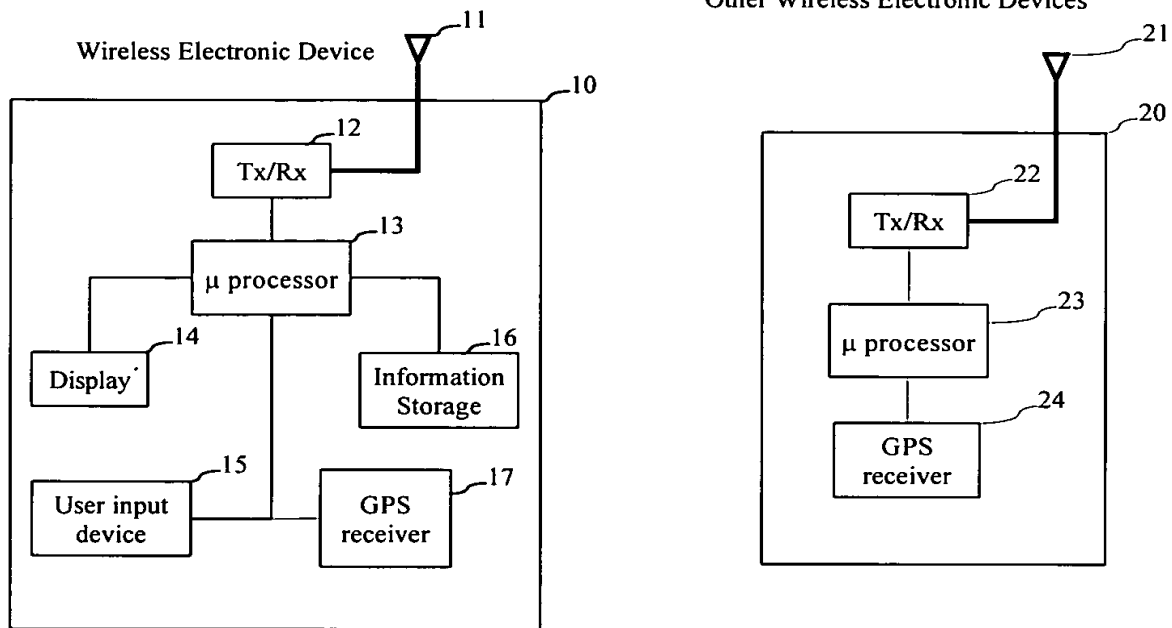 Other Wireless Electronic Devices
Wireless Electronic Device
11
10
12
Tx/Rx
13
μ processor
14
Display
16
Information
Storage
15
User input
device
17
GPS
receiver
21
20
22
Tx/Rx
23
μ processor
24
GPS
receiver